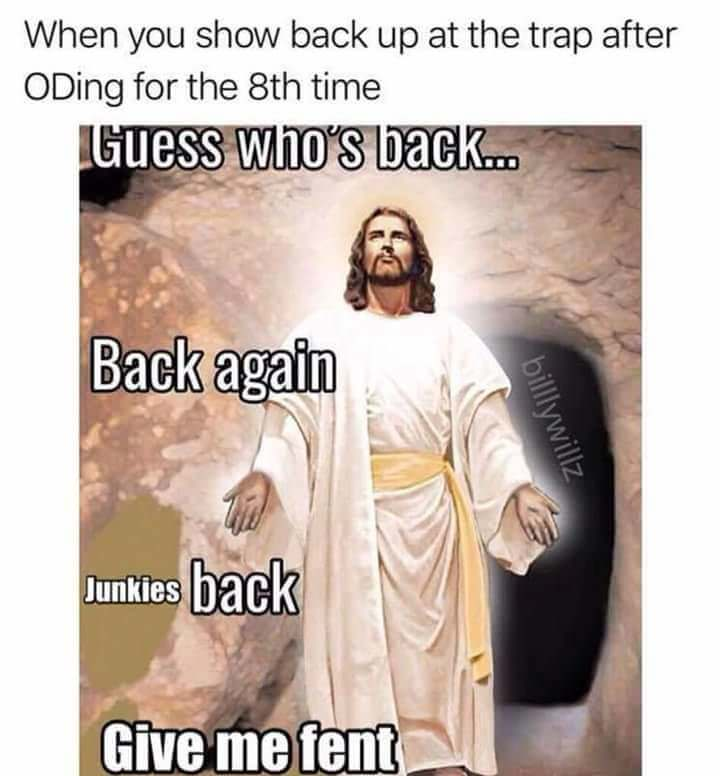 When you show back up at the trap after
ODing for the 8th time
Guess who's back...
Back again
billywillz
Junkies back
Give me fent